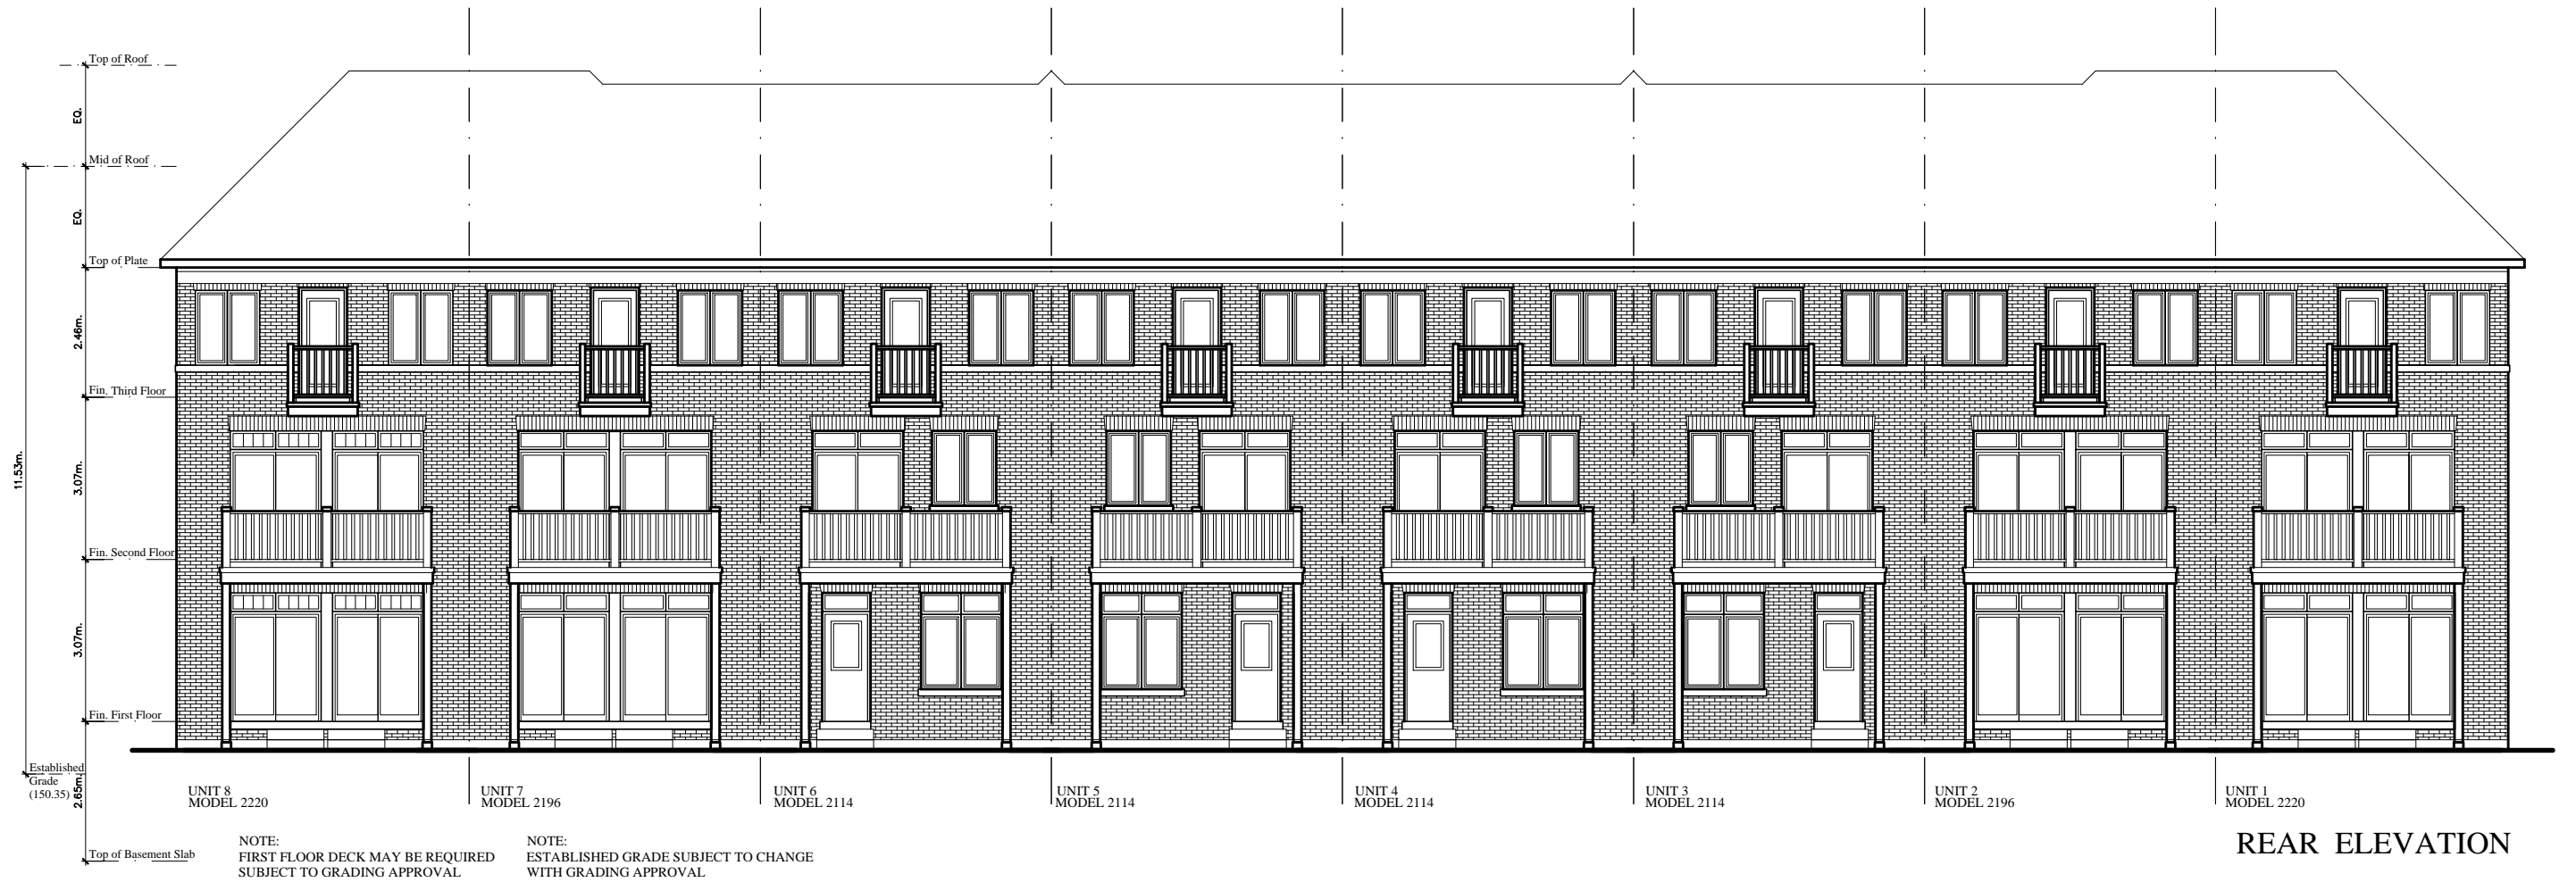 Top of Roof
EQ.
Mid of Roof
EQ.
Top of Plate
2.46m.
Fin. Third Floor
11.53m.
3.07m.
Fin. Second Floor
3.07m.
Fin. First Floor
Established
Grade
(150.35)
2.65m.
Top of Basement Slab
UNIT 8
MODEL 2220
UNIT 7
MODEL 2196
UNIT 6
MODEL 2114
UNIT 5
MODEL 2114
UNIT 4
MODEL 2114
UNIT 3
MODEL 2114
UNIT 2
MODEL 2196
UNIT 1
MODEL 2220
NOTE:
FIRST FLOOR DECK MAY BE REQUIRED
SUBJECT TO GRADING APPROVAL
NOTE:
ESTABLISHED GRADE SUBJECT TO CHANGE
WITH GRADING APPROVAL
REAR ELEVATION